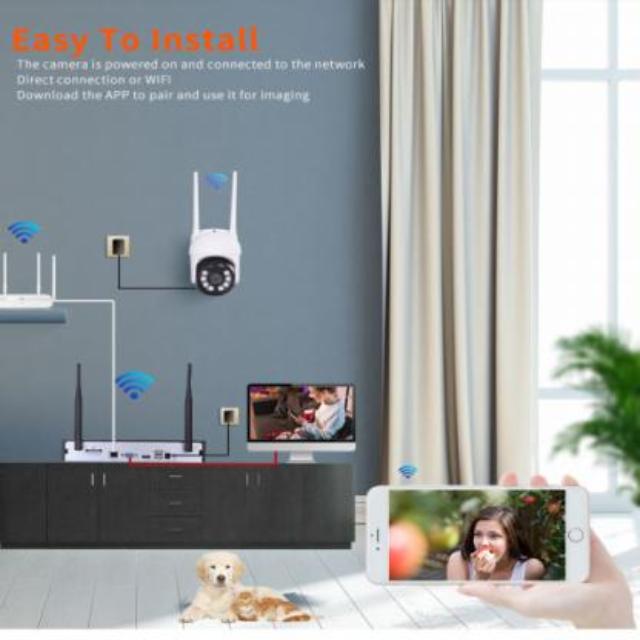 Easy To Install
The camera is powered on and connected to the network
Direct connection or WIFI
Download the APP to pair and use it for imaging